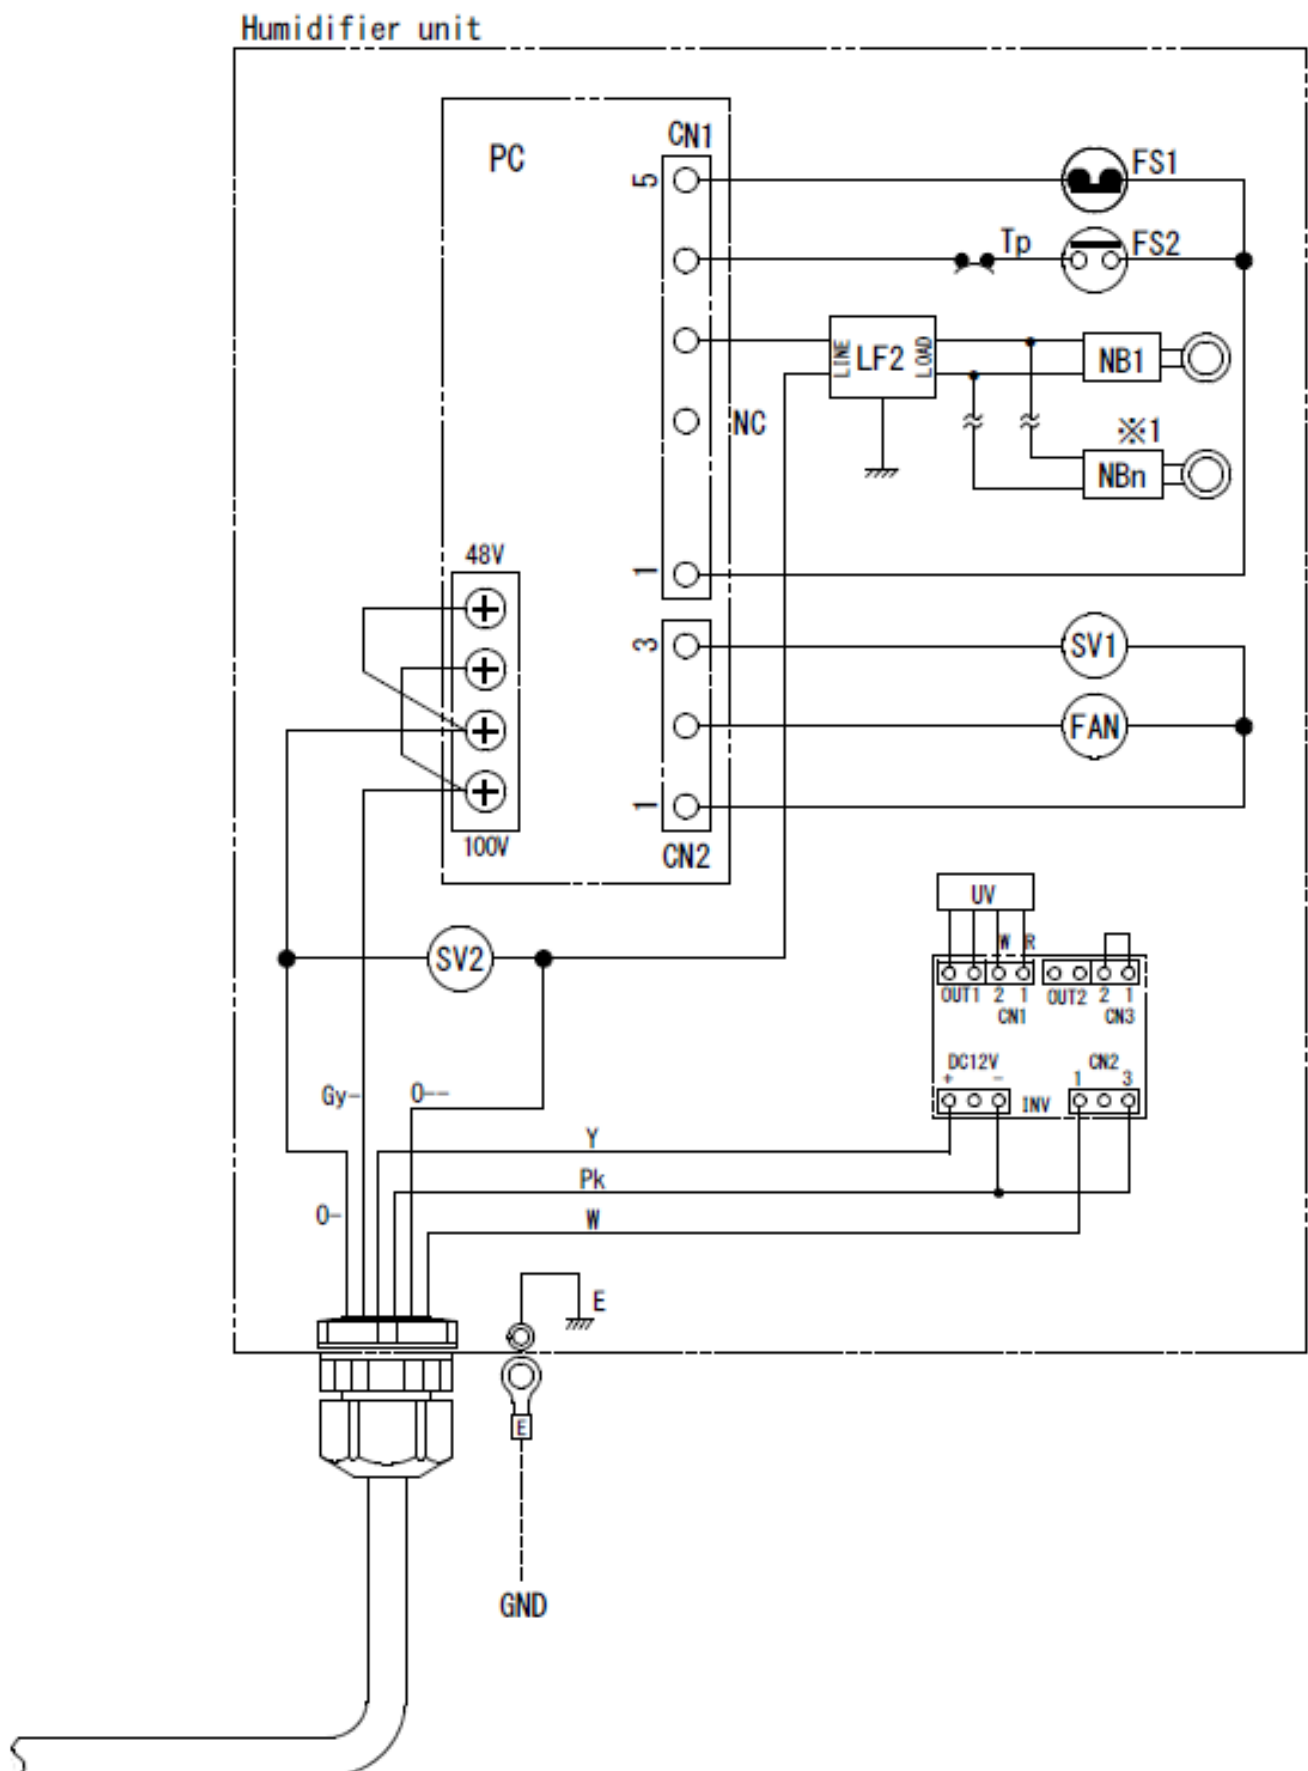 Humidifier unit
PC
CN1
5
FS1
Tp
FS2
LINE
LF2
LOAD
NB1
NC
※1
NBn
48V
1
3
SV1
FAN
1
100V
CN2
UV
W R
SV2
OUT1 2 1 OUT2 2 1
CN1 CN3
DC12V CN2
+ - 1 3
INV
Gy-
O--
Y
Pk
O-
W
E
E
GND